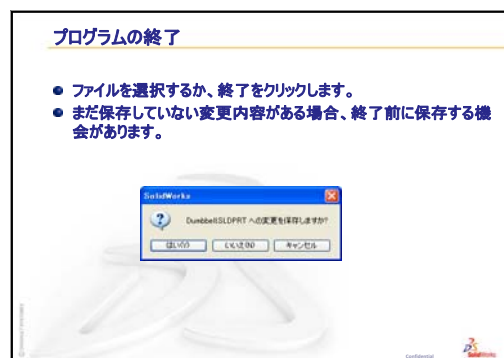 プログラムの終了
ファイルを選択するか、終了をクリックします。
まだ保存していない変更内容がある場合、終了前に保存する機
会があります。
SolidWorks
Dumbbell.SLDPRT への変更を保存しますか?
はい(Y) いいえ(N) キャンセル
Confidential
SolidWorks